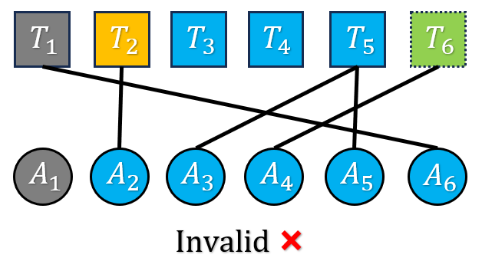 T₁ T₂ T₃ T₄ T₅ T₆
A₁ A₂ A₃ A₄ A₅ A₆
Invalid ❌